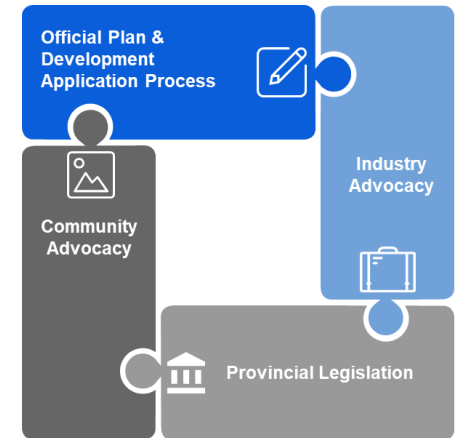 Official Plan &
Development
Application Process
Industry
Advocacy
Community
Advocacy
Provincial Legislation